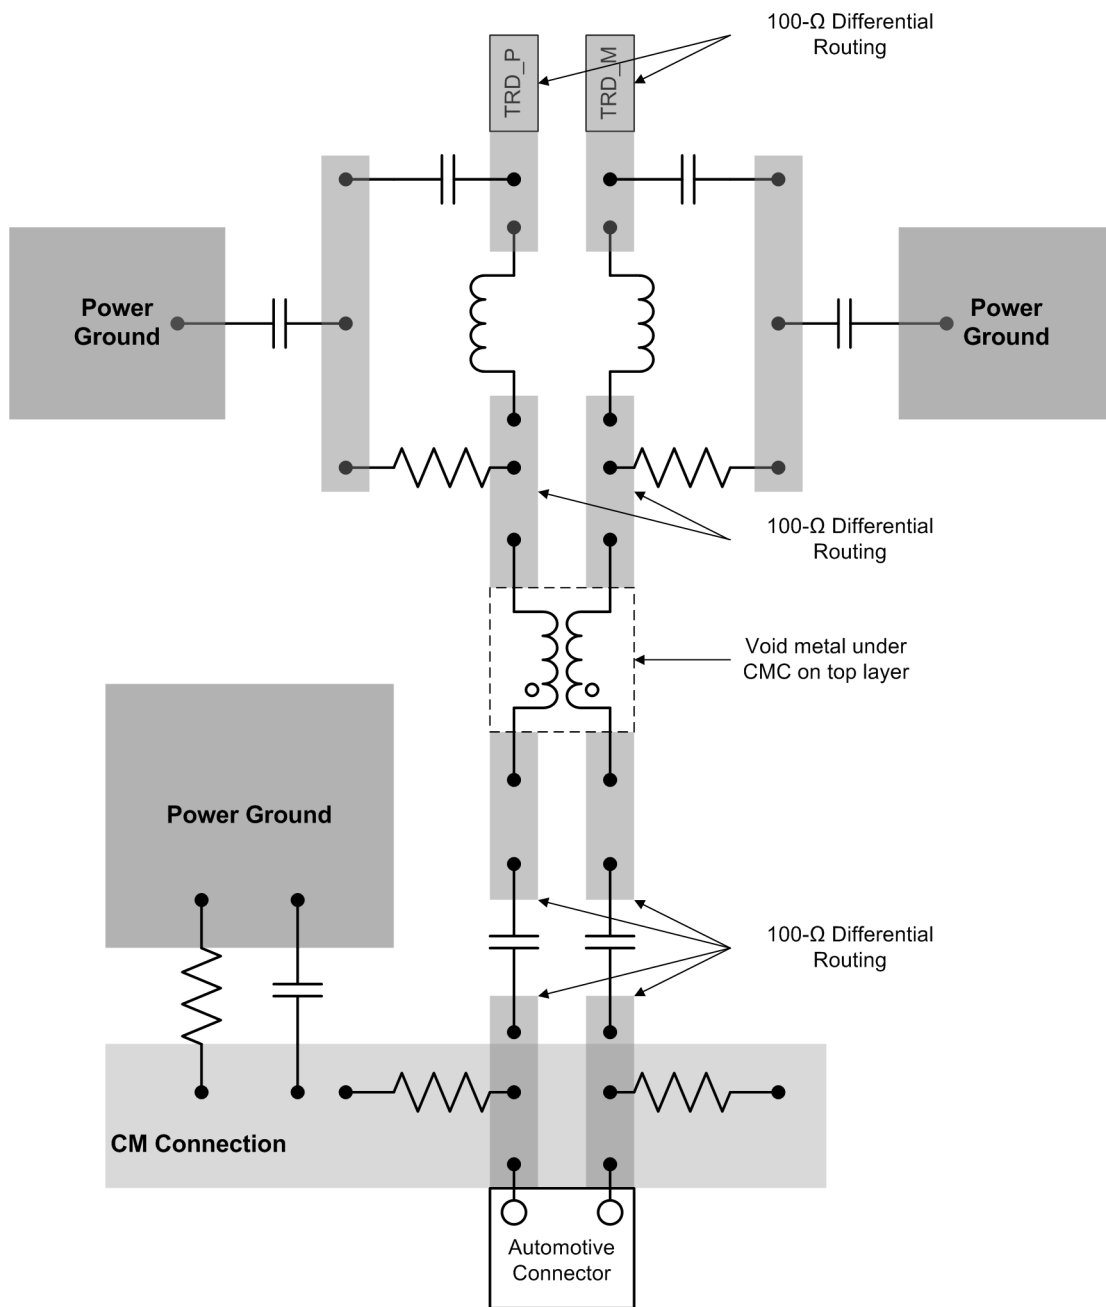 100-Ω Differential
Routing
TRD_P
TRD_M
Power
Ground
Power
Ground
100-Ω Differential
Routing
Void metal under
CMC on top layer
Power Ground
100-Ω Differential
Routing
CM Connection
Automotive
Connector